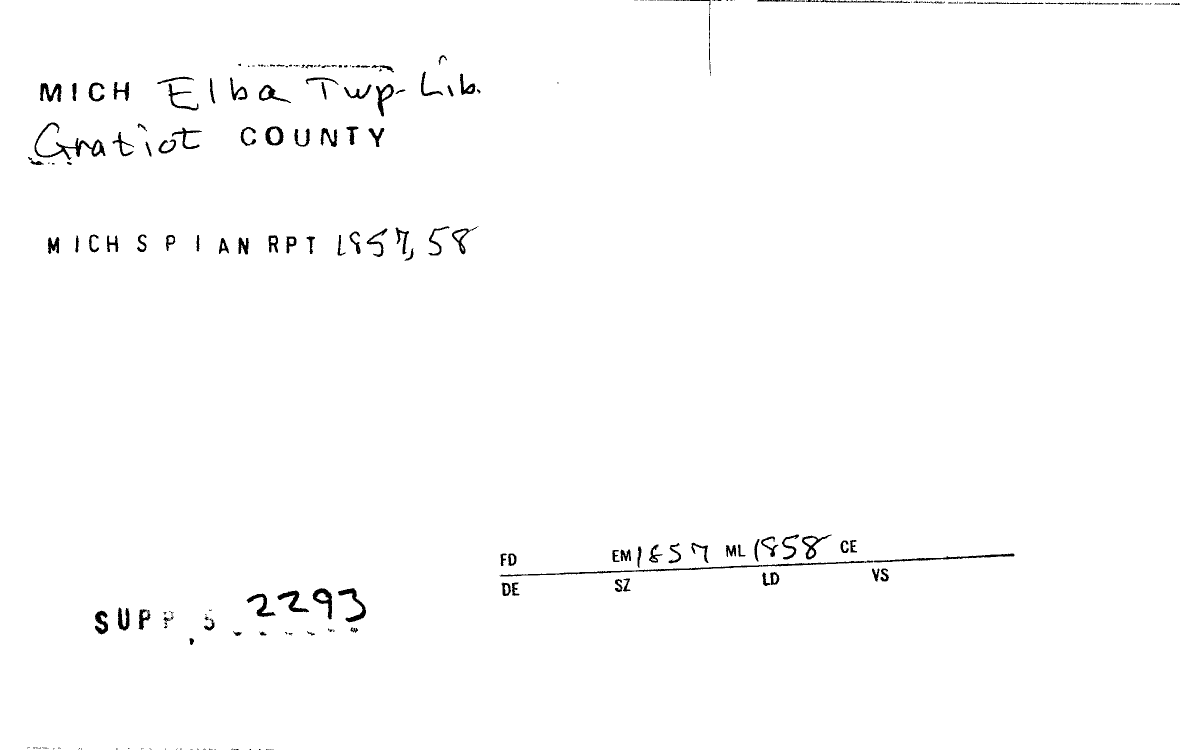 MICH Elba Twp. Lib.
Gratiot COUNTY
MICH S P I AN RPT 1857, 58
FD EM 1857 ML 1858 CE
DE SZ LD VS
SUPP. 5 2293